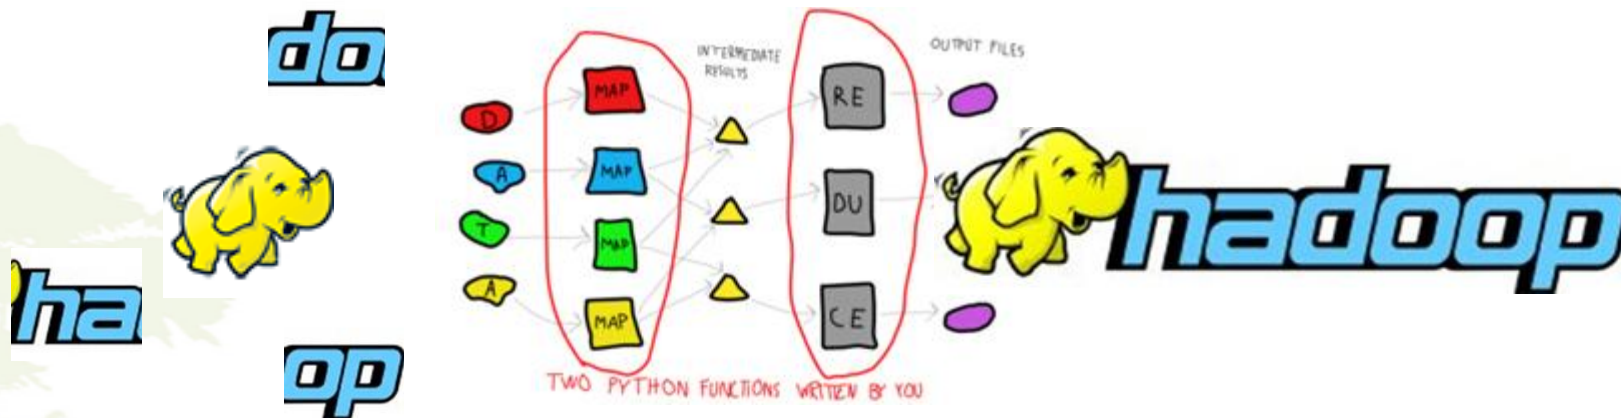 do
ha
op
D
A
T
A
MAP
MAP
MAP
MAP
INTERMEDIATE
RESULTS
RE
DU
CE
OUTPUT FILES
hadoop
TWO PYTHON FUNCTIONS WRITTEN BY YOU